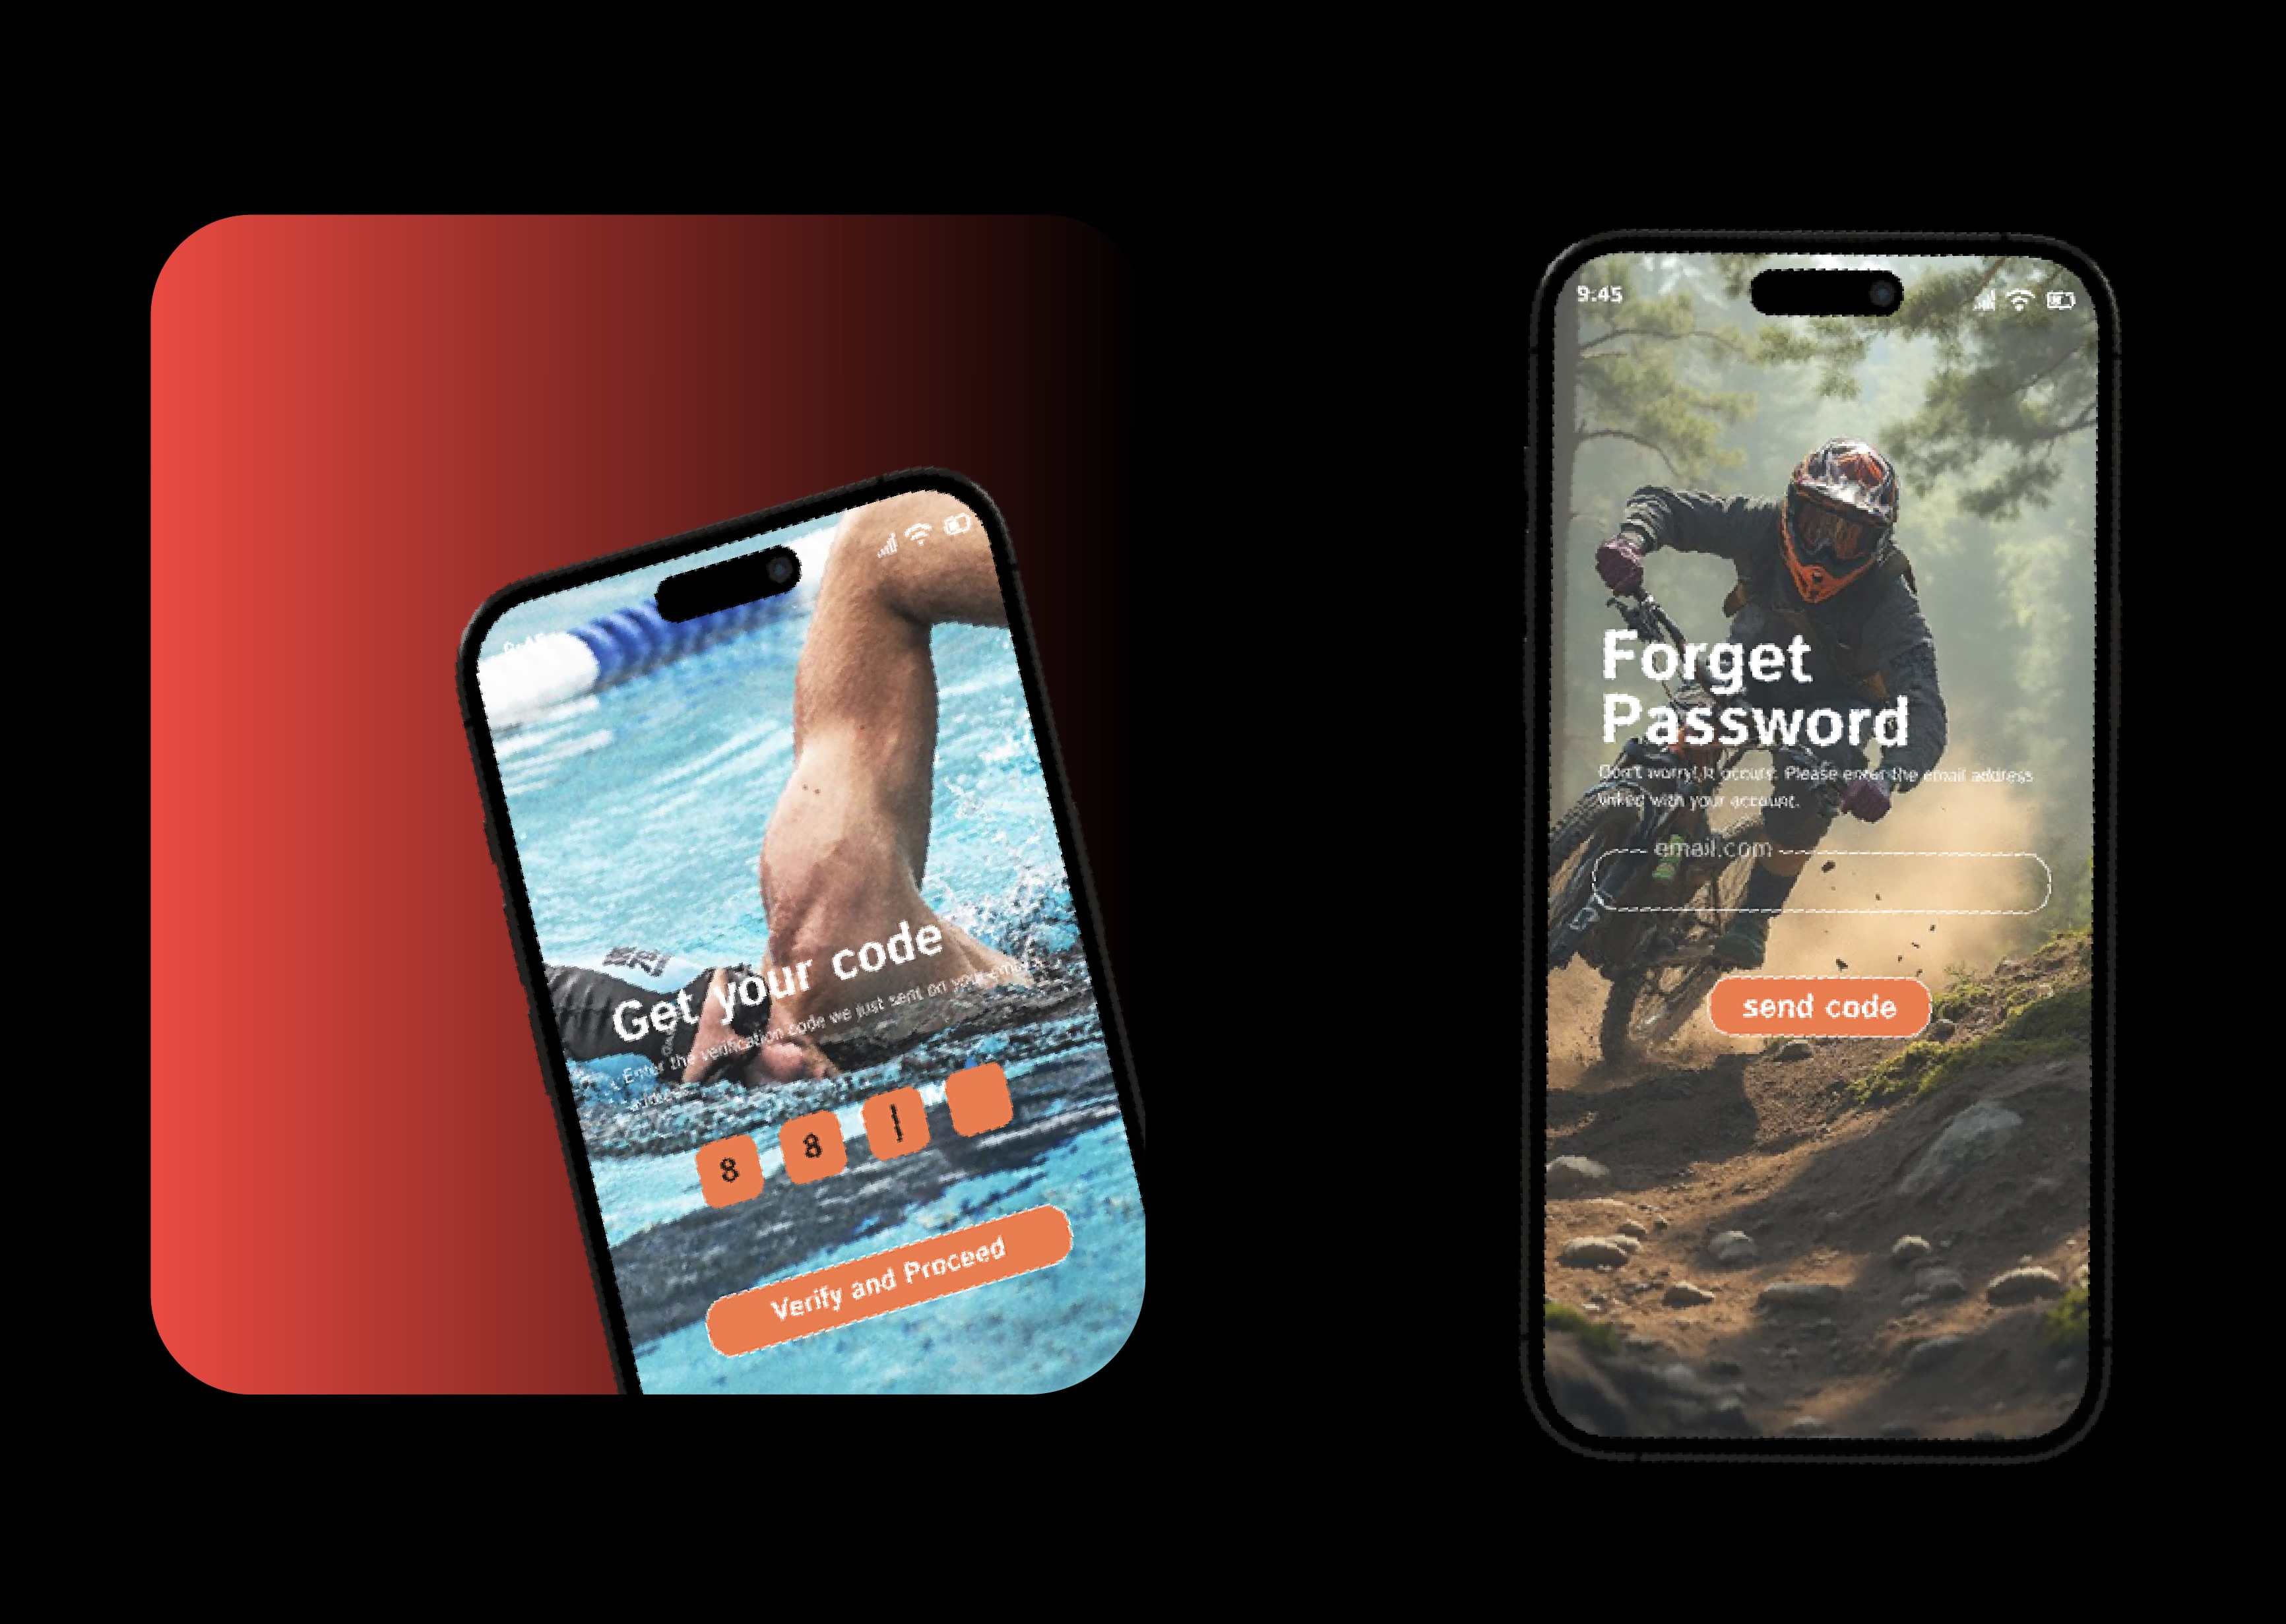 Get your code
Enter the verification code we just sent on your email
address.
8 8
Verify and Proceed
9:45
Forget
Password
Don't worry! It occurs. Please enter the email address
linked with your account.
email.com
send code